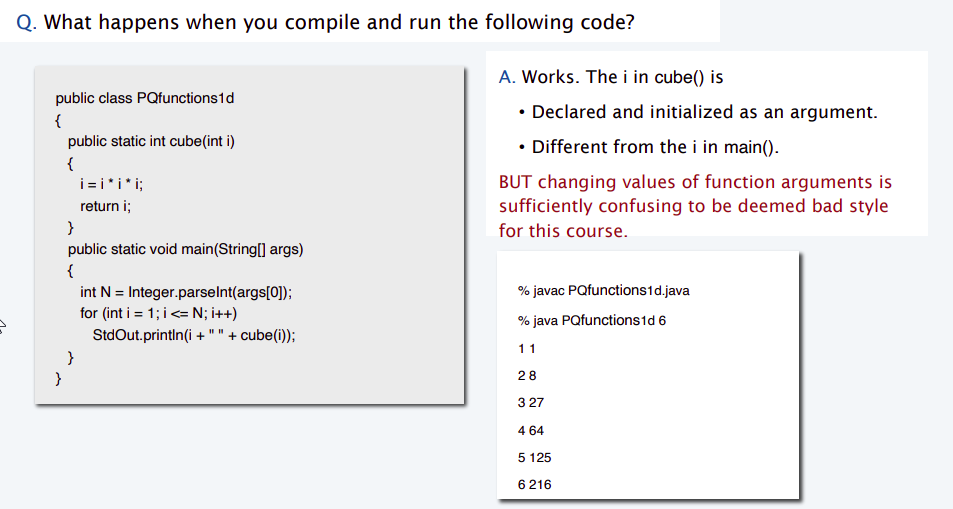 Q. What happens when you compile and run the following code?
public class PQfunctions1d
{
public static int cube(int i)
{
i = i * i * i;
return i;
}
public static void main(String[] args)
{
int N = Integer.parseInt(args[0]);
for (int i = 1; i <= N; i++)
StdOut.println(i + " " + cube(i));
}
}
A. Works. The i in cube() is
• Declared and initialized as an argument.
• Different from the i in main().
BUT changing values of function arguments is
sufficiently confusing to be deemed bad style
for this course.
% javac PQfunctions1d.java
% java PQfunctions1d 6
1 1
2 8
3 27
4 64
5 125
6 216